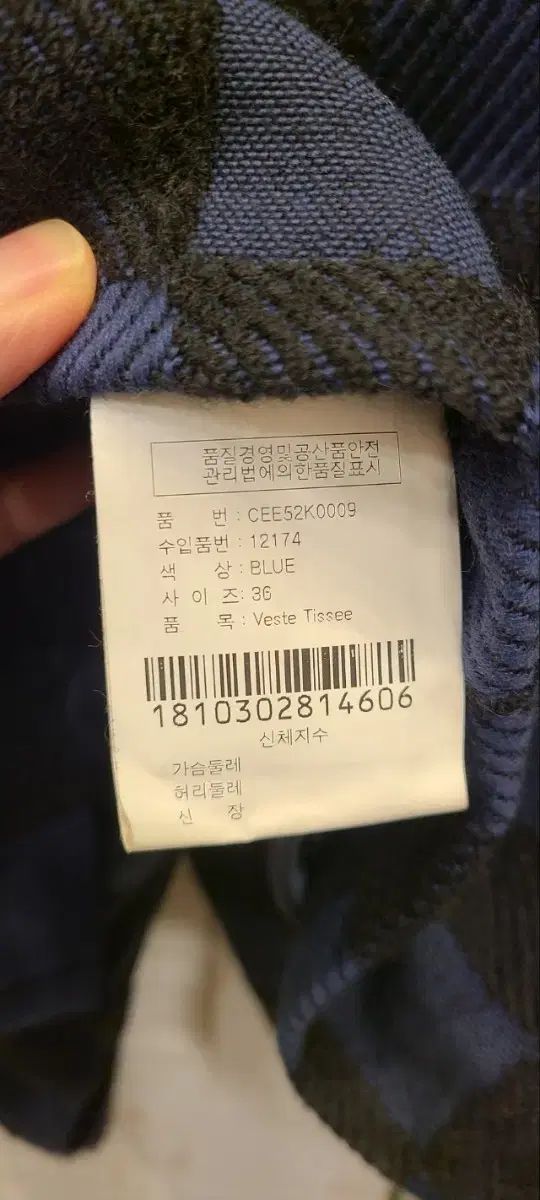 품질경영및공산품안전
관리법에의한품질표시
품 번 : CEE52K0009
수입품번 : 12174
색 상 : BLUE
사 이 즈 : 36
품 목 : Veste Tissee
1810302814606
신체지수
가슴둘레
허리둘레
신 장